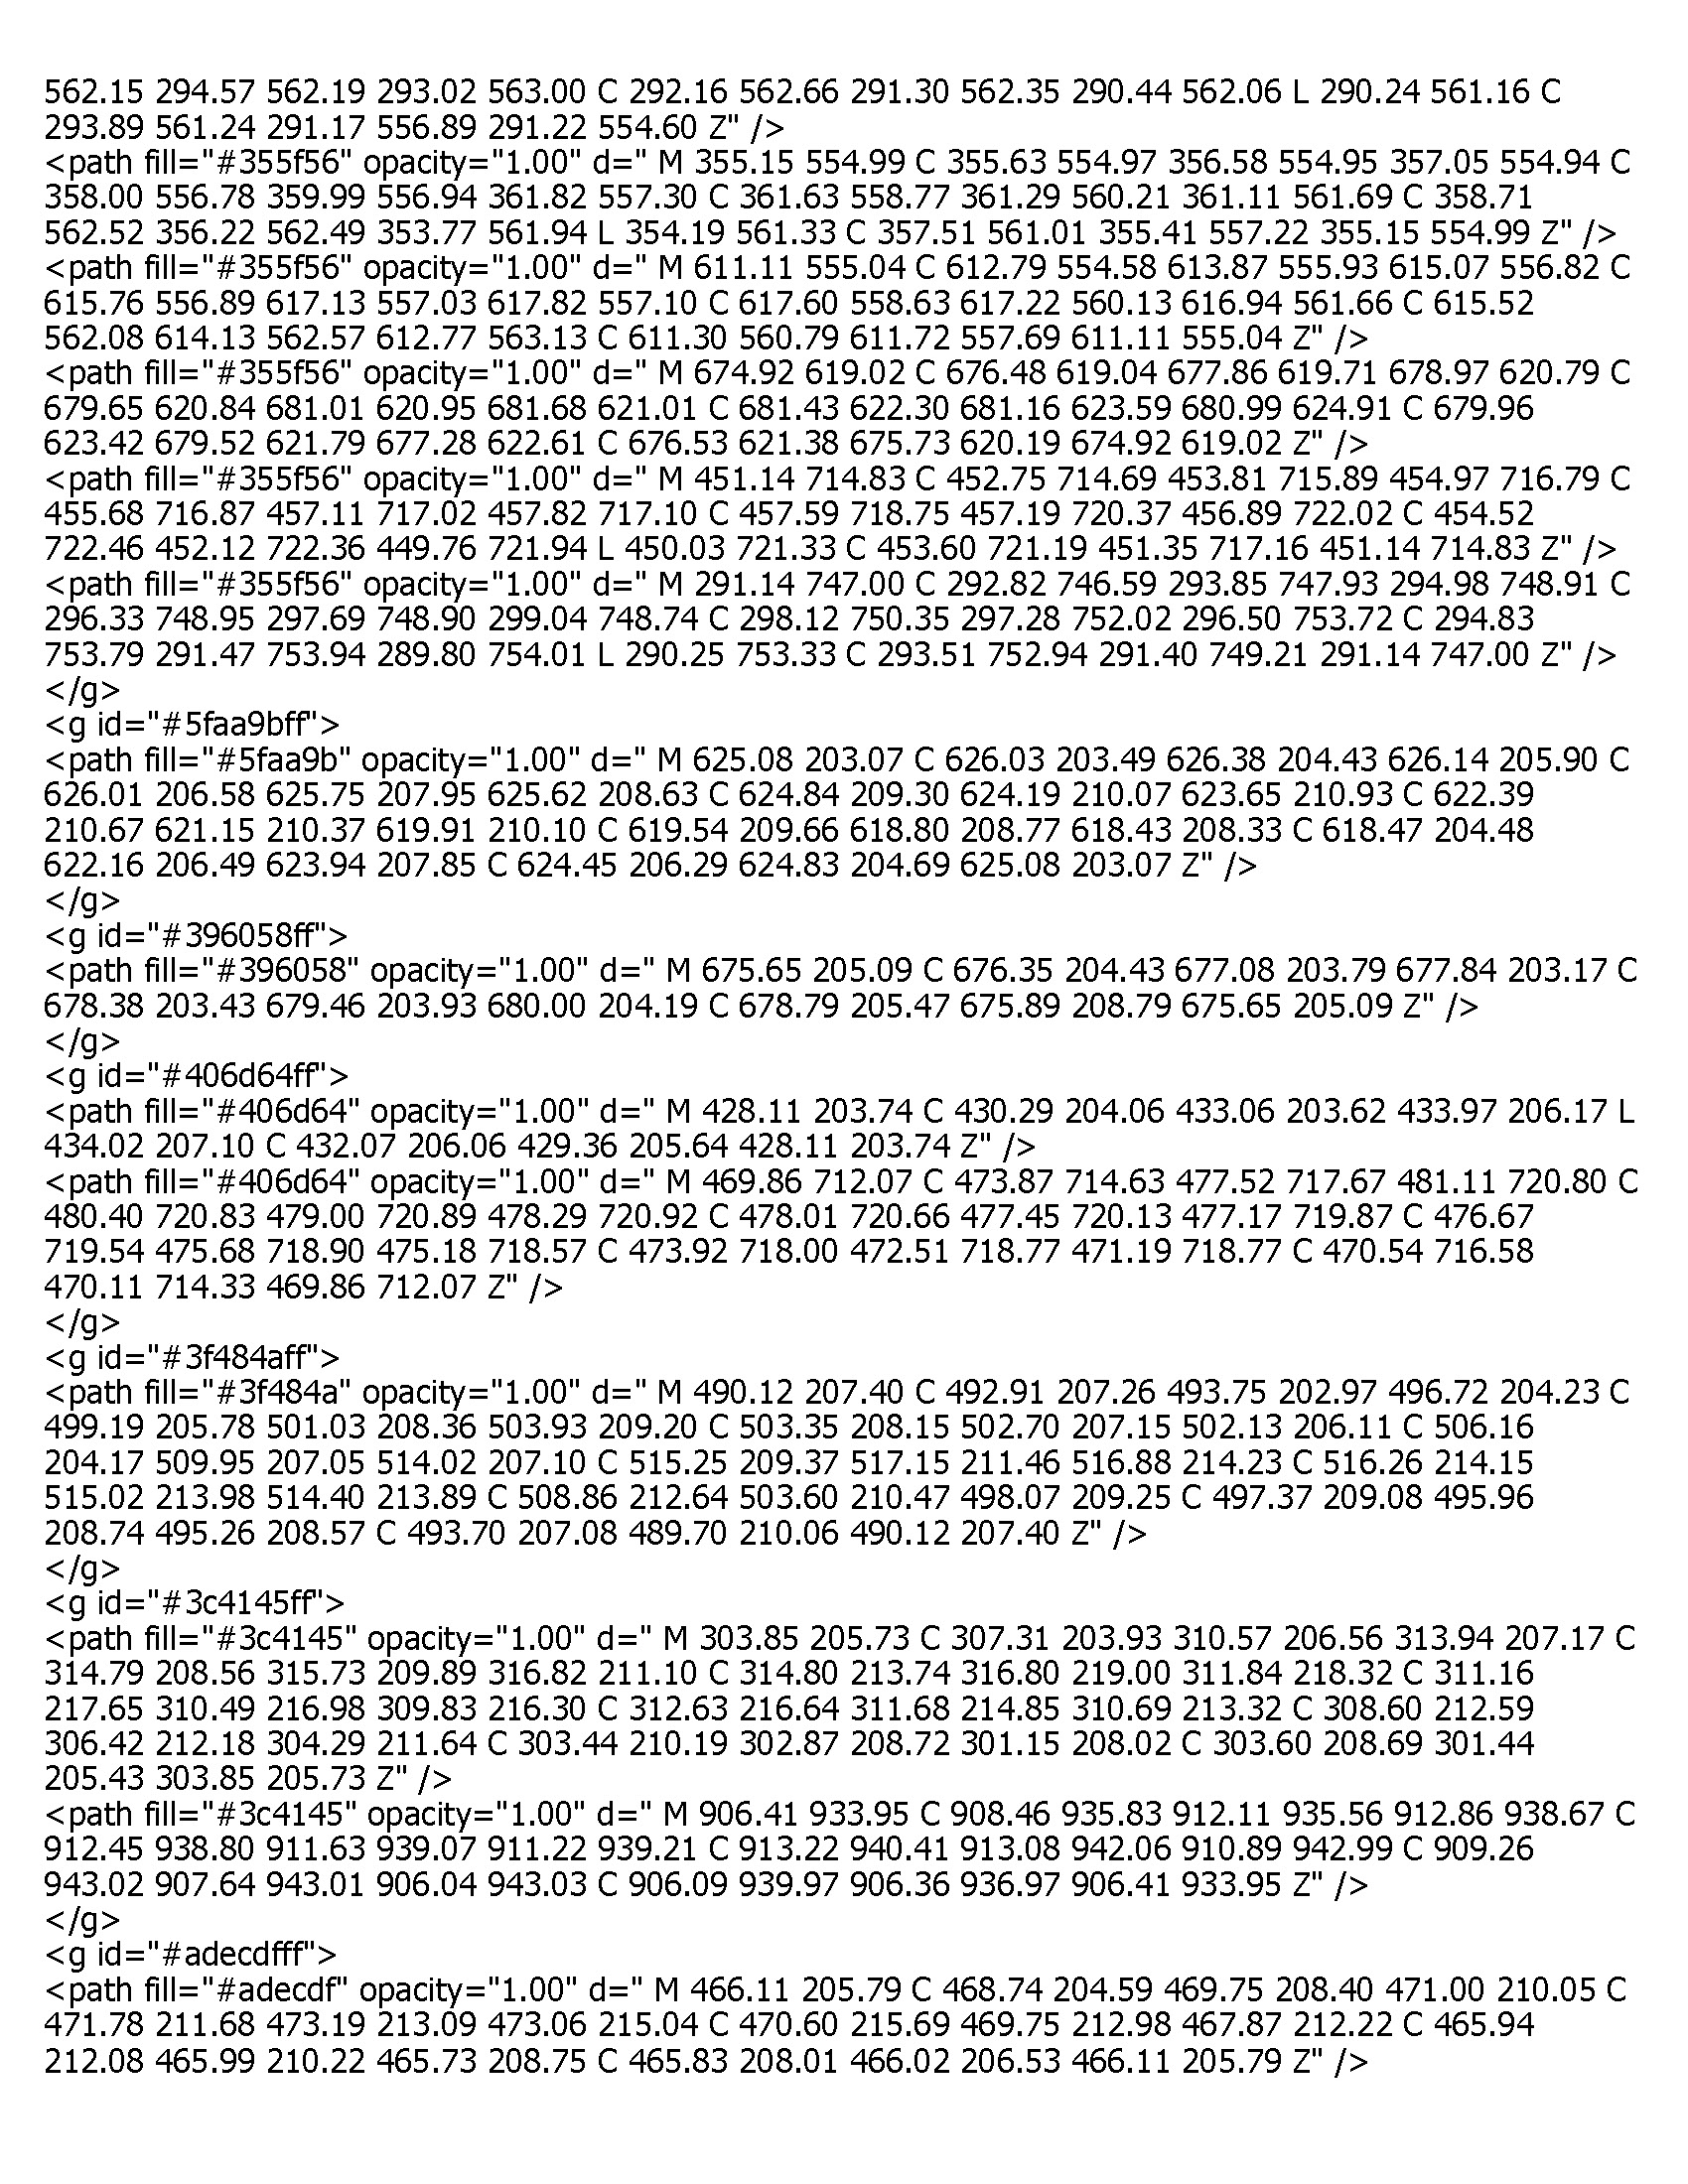 562.15 294.57 562.19 293.02 563.00 C 292.16 562.66 291.30 562.35 290.44 562.06 L 290.24 561.16 C
293.89 561.24 291.17 556.89 291.22 554.60 Z" />
<path fill="#355f56" opacity="1.00" d=" M 355.15 554.99 C 355.63 554.97 356.58 554.95 357.05 554.94 C
358.00 556.78 359.99 556.94 361.82 557.30 C 361.63 558.77 361.29 560.21 361.11 561.69 C 358.71
562.52 356.22 562.49 353.77 561.94 L 354.19 561.33 C 357.51 561.01 355.41 557.22 355.15 554.99 Z" />
<path fill="#355f56" opacity="1.00" d=" M 611.11 555.04 C 612.79 554.58 613.87 555.93 615.07 556.82 C
615.76 556.89 617.13 557.03 617.82 557.10 C 617.60 558.63 617.22 560.13 616.94 561.66 C 615.52
562.08 614.13 562.57 612.77 563.13 C 611.30 560.79 611.72 557.69 611.11 555.04 Z" />
<path fill="#355f56" opacity="1.00" d=" M 674.92 619.02 C 676.48 619.04 677.86 619.71 678.97 620.79 C
679.65 620.84 681.01 620.95 681.68 621.01 C 681.43 622.30 681.16 623.59 680.99 624.91 C 679.96
623.42 679.52 621.79 677.28 622.61 C 676.53 621.38 675.73 620.19 674.92 619.02 Z" />
<path fill="#355f56" opacity="1.00" d=" M 451.14 714.83 C 452.75 714.69 453.81 715.89 454.97 716.79 C
455.68 716.87 457.11 717.02 457.82 717.10 C 457.59 718.75 457.19 720.37 456.89 722.02 C 454.52
722.46 452.12 722.36 449.76 721.94 L 450.03 721.33 C 453.60 721.19 451.35 717.16 451.14 714.83 Z" />
<path fill="#355f56" opacity="1.00" d=" M 291.14 747.00 C 292.82 746.59 293.85 747.93 294.98 748.91 C
296.33 748.95 297.69 748.90 299.04 748.74 C 298.12 750.35 297.28 752.02 296.50 753.72 C 294.83
753.79 291.47 753.94 289.80 754.01 L 290.25 753.33 C 293.51 752.94 291.40 749.21 291.14 747.00 Z" />
</g>
<g id="#5faa9bff">
<path fill="#5faa9b" opacity="1.00" d=" M 625.08 203.07 C 626.03 203.49 626.38 204.43 626.14 205.90 C
626.01 206.58 625.75 207.95 625.62 208.63 C 624.84 209.30 624.19 210.07 623.65 210.93 C 622.39
210.67 621.15 210.37 619.91 210.10 C 619.54 209.66 618.80 208.77 618.43 208.33 C 618.47 204.48
622.16 206.49 623.94 207.85 C 624.45 206.29 624.83 204.69 625.08 203.07 Z" />
</g>
<g id="#396058ff">
<path fill="#396058" opacity="1.00" d=" M 675.65 205.09 C 676.35 204.43 677.08 203.79 677.84 203.17 C
678.38 203.43 679.46 203.93 680.00 204.19 C 678.79 205.47 675.89 208.79 675.65 205.09 Z" />
</g>
<g id="#406d64ff">
<path fill="#406d64" opacity="1.00" d=" M 428.11 203.74 C 430.29 204.06 433.06 203.62 433.97 206.17 L
434.02 207.10 C 432.07 206.06 429.36 205.64 428.11 203.74 Z" />
<path fill="#406d64" opacity="1.00" d=" M 469.86 712.07 C 473.87 714.63 477.52 717.67 481.11 720.80 C
480.40 720.83 479.00 720.89 478.29 720.92 C 478.01 720.66 477.45 720.13 477.17 719.87 C 476.67
719.54 475.68 718.90 475.18 718.57 C 473.92 718.00 472.51 718.77 471.19 718.77 C 470.54 716.58
470.11 714.33 469.86 712.07 Z" />
</g>
<g id="#3f484aff">
<path fill="#3f484a" opacity="1.00" d=" M 490.12 207.40 C 492.91 207.26 493.75 202.97 496.72 204.23 C
499.19 205.78 501.03 208.36 503.93 209.20 C 503.35 208.15 502.70 207.15 502.13 206.11 C 506.16
204.17 509.95 207.05 514.02 207.10 C 515.25 209.37 517.15 211.46 516.88 214.23 C 516.26 214.15
515.02 213.98 514.40 213.89 C 508.86 212.64 503.60 210.47 498.07 209.25 C 497.37 209.08 495.96
208.74 495.26 208.57 C 493.70 207.08 489.70 210.06 490.12 207.40 Z" />
</g>
<g id="#3c4145ff">
<path fill="#3c4145" opacity="1.00" d=" M 303.85 205.73 C 307.31 203.93 310.57 206.56 313.94 207.17 C
314.79 208.56 315.73 209.89 316.82 211.10 C 314.80 213.74 316.80 219.00 311.84 218.32 C 311.16
217.65 310.49 216.98 309.83 216.30 C 312.63 216.64 311.68 214.85 310.69 213.32 C 308.60 212.59
306.42 212.18 304.29 211.64 C 303.44 210.19 302.87 208.72 301.15 208.02 C 303.60 208.69 301.44
205.43 303.85 205.73 Z" />
<path fill="#3c4145" opacity="1.00" d=" M 906.41 933.95 C 908.46 935.83 912.11 935.56 912.86 938.67 C
912.45 938.80 911.63 939.07 911.22 939.21 C 913.22 940.41 913.08 942.06 910.89 942.99 C 909.26
943.02 907.64 943.01 906.04 943.03 C 906.09 939.97 906.36 936.97 906.41 933.95 Z" />
</g>
<g id="#adecdfff">
<path fill="#adecdf" opacity="1.00" d=" M 466.11 205.79 C 468.74 204.59 469.75 208.40 471.00 210.05 C
471.78 211.68 473.19 213.09 473.06 215.04 C 470.60 215.69 469.75 212.98 467.87 212.22 C 465.94
212.08 465.99 210.22 465.73 208.75 C 465.83 208.01 466.02 206.53 466.11 205.79 Z" />